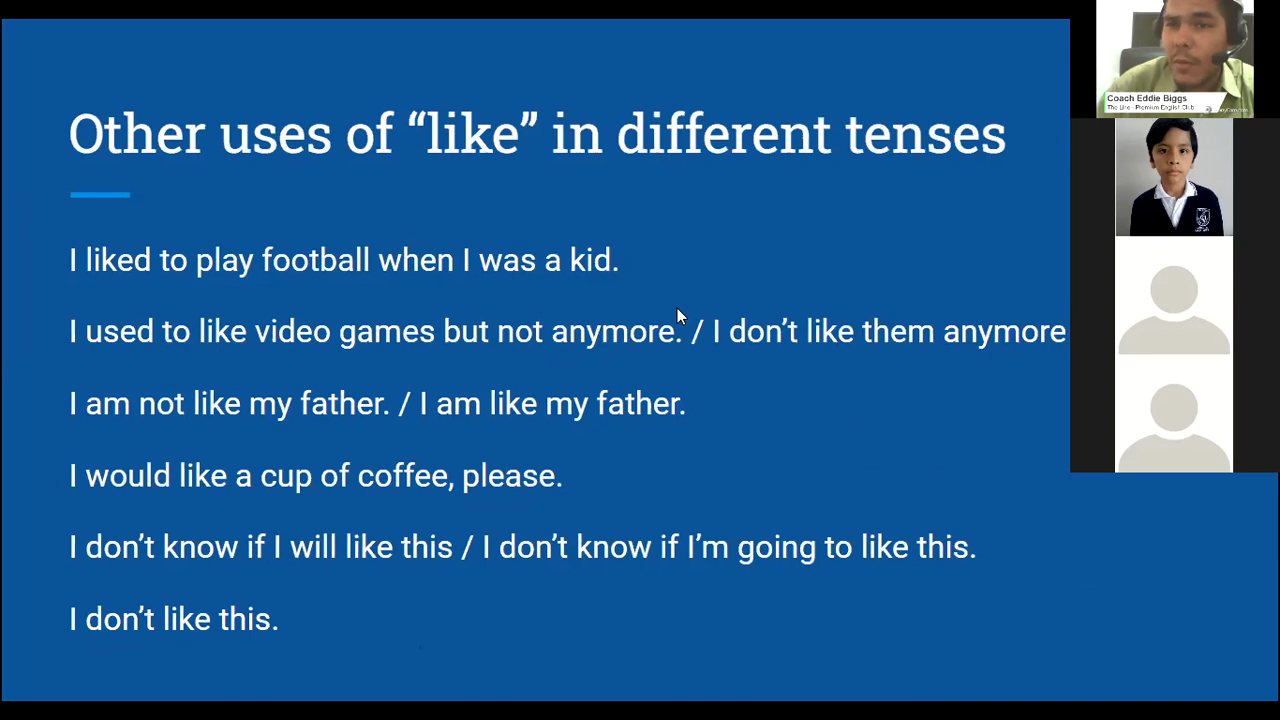 Other uses of “like” in different tenses
I liked to play football when I was a kid.
I used to like video games but not anymore. / I don’t like them anymore
I am not like my father. / I am like my father.
I would like a cup of coffee, please.
I don’t know if I will like this / I don’t know if I’m going to like this.
I don’t like this.
Coach Eddie Biggs
The Line - Premium English Club